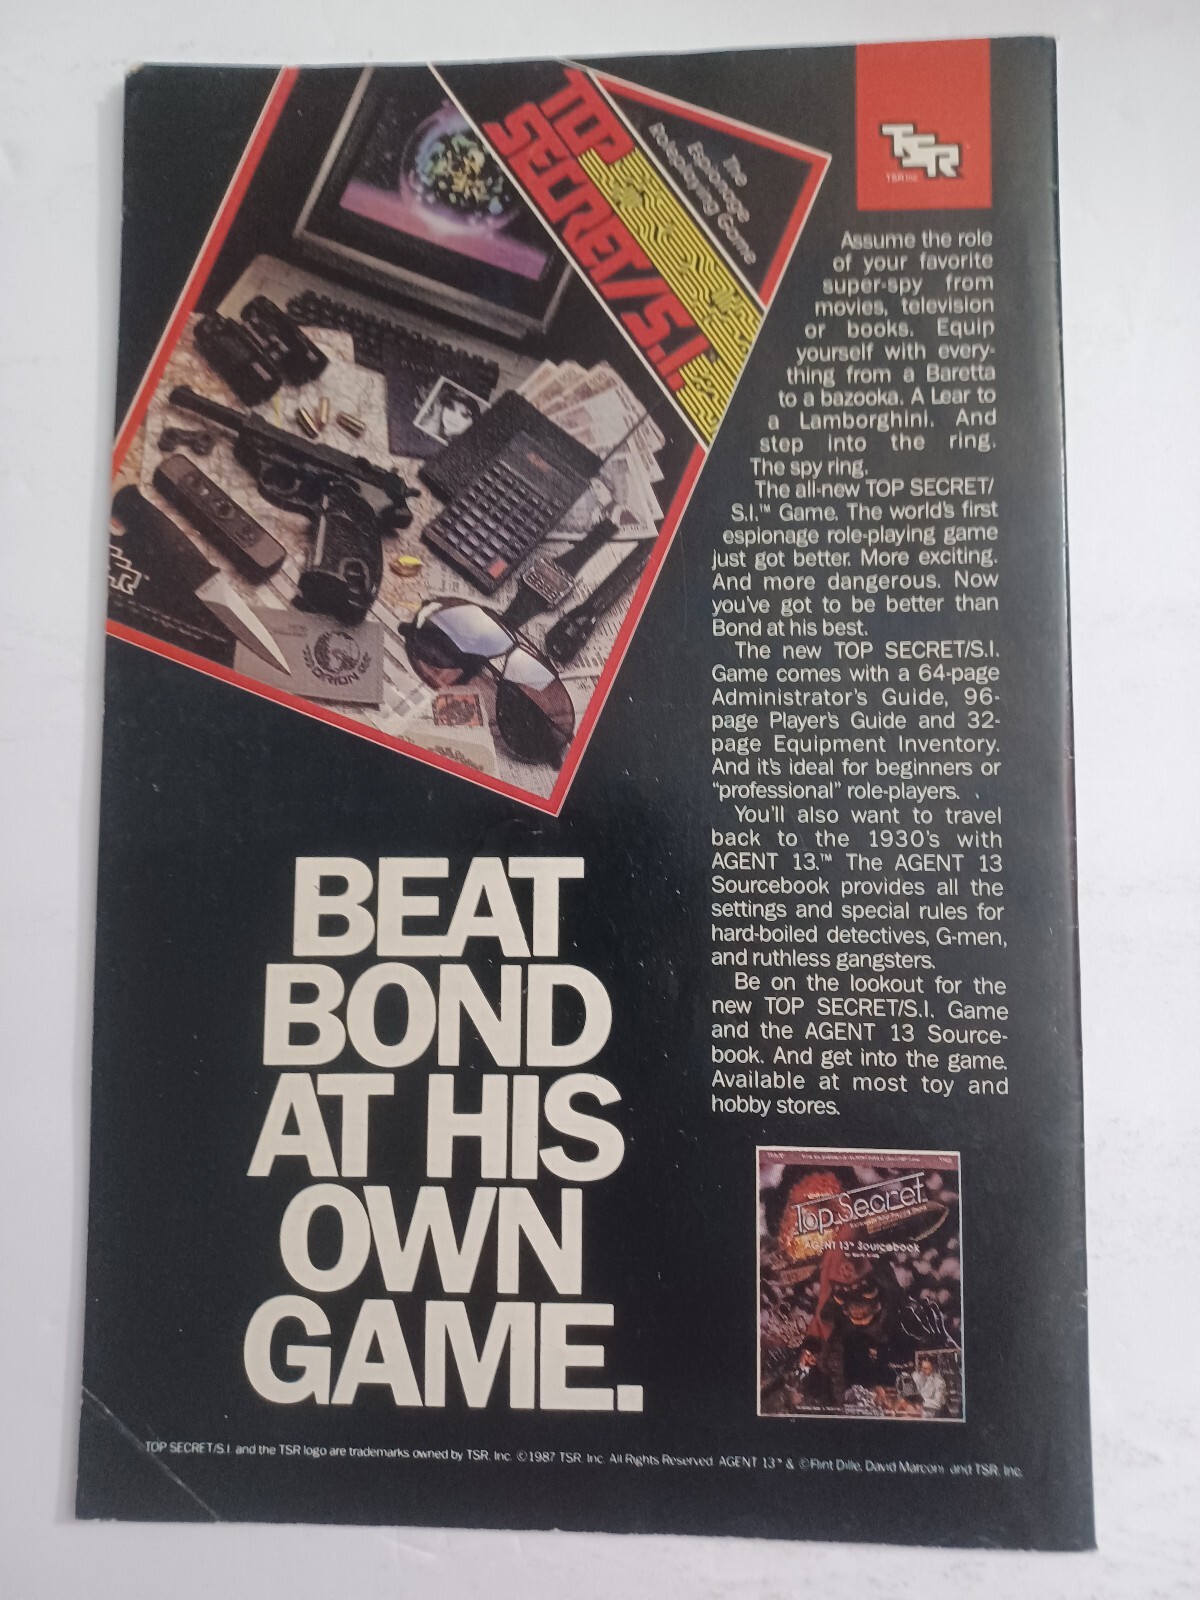 TOP
SECRET/S.I.
The
Espionage
Roleplaying Game
TSR
TSR Inc.
ORION
Assume the role
of your favorite
super-spy from
movies, television
or books. Equip
yourself with every-
thing from a Baretta
to a bazooka. A Lear to
a Lamborghini. And
step into the ring.
The spy ring.
The all-new TOP SECRET/
S.I.™ Game. The world's first
espionage role-playing game
just got better. More exciting.
And more dangerous. Now
you've got to be better than
Bond at his best.
The new TOP SECRET/S.I.
Game comes with a 64-page
Administrator's Guide, 96-
page Player's Guide and 32-
page Equipment Inventory.
And it's ideal for beginners or
"professional" role-players.
You'll also want to travel
back to the 1930's with
AGENT 13.™ The AGENT 13
Sourcebook provides all the
settings and special rules for
hard-boiled detectives, G-men,
and ruthless gangsters.
Be on the lookout for the
new TOP SECRET/S.I. Game
and the AGENT 13 Source-
book. And get into the game.
Available at most toy and
hobby stores.
BEAT
BOND
AT HIS
OWN
GAME.
Top Secret
AGENT 13™ Sourcebook
TOP SECRET/S.I. and the TSR logo are trademarks owned by TSR, Inc. ©1987 TSR, Inc. All Rights Reserved. AGENT 13™ & ©Flint Dille, David Marconi and TSR, Inc.